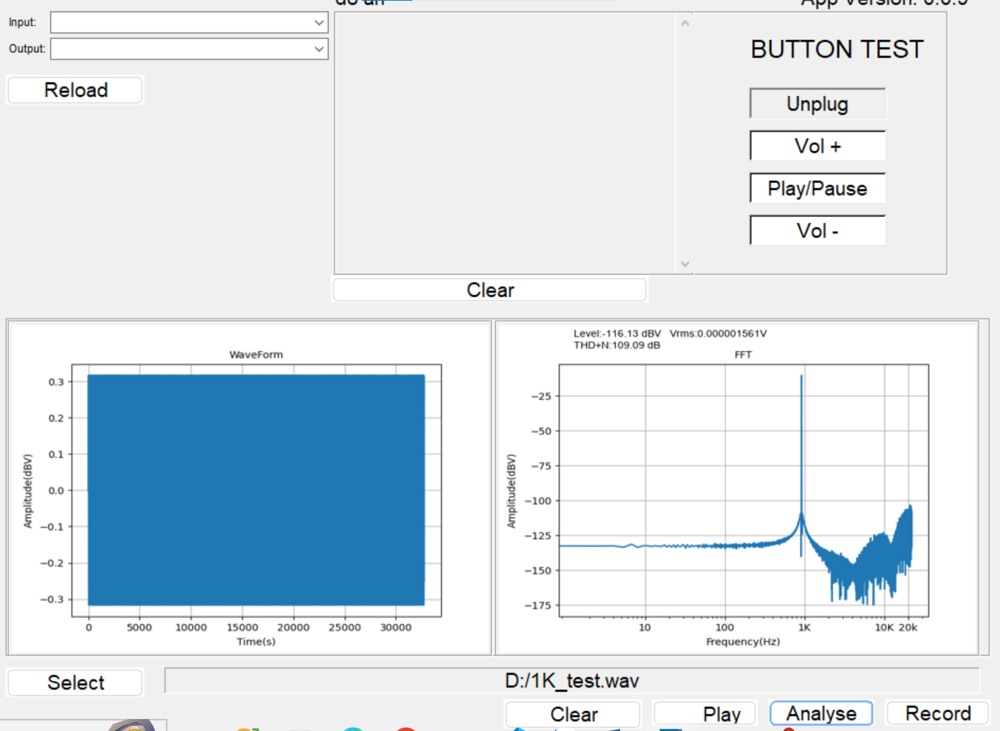 Input:
Output:
Reload
BUTTON TEST
Unplug
Vol +
Play/Pause
Vol -
Clear
WaveForm
0.3
0.2
0.1
0.0
−0.1
−0.2
−0.3
Amplitude(dBV)
0 5000 10000 15000 20000 25000 30000
Time(s)
Level:-116.13 dBV Vrms:0.000001561V
THD+N:109.09 dB
FFT
−25
−50
−75
−100
−125
−150
−175
Amplitude(dBV)
10 100 1K 10K 20k
Frequency(Hz)
Select
D:/1K_test.wav
Clear
Play
Analyse
Record